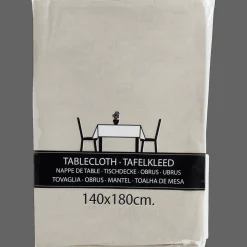 TABLECLOTH · TAFELKLEED
NAPPE DE TABLE · TISCHDECKE · OBRUS · UBRUS
TOVAGLIA · OBRUS · MANTEL · TOALHA DE MESA
140x180cm.